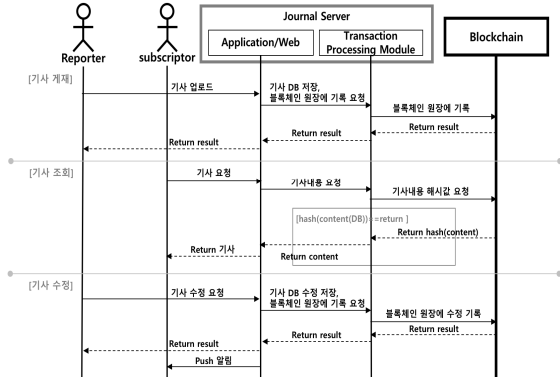 Journal Server
Application/Web
Transaction
Processing Module
Blockchain
Reporter
subscriptor
[기사 게재]
기사 업로드
기사 DB 저장,
블록체인 원장에 기록 요청
블록체인 원장에 기록
Return result
Return result
Return result
[기사 조회]
기사 요청
기사내용 요청
기사내용 해시값 요청
[hash(content(DB))==return ]
Return hash(content)
Return 기사
Return content
[기사 수정]
기사 수정 요청
기사 DB 수정 저장,
블록체인 원장에 기록 요청
블록체인 원장에 수정 기록
Return result
Return result
Return result
Push 알림